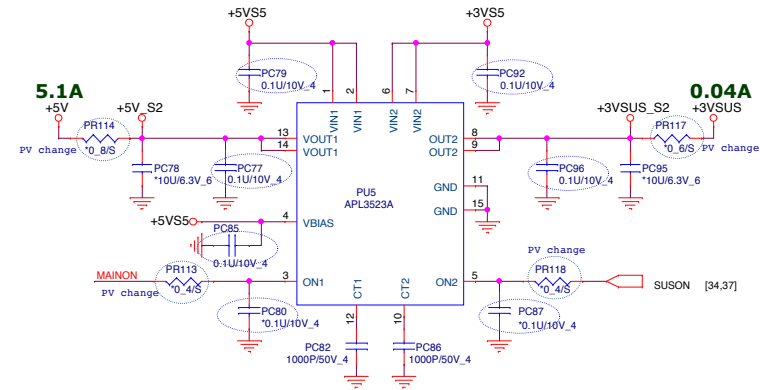 +5VS5
+3VS5
PC79
0.1U/10V_4
PC92
0.1U/10V_4
5.1A
+5V
+5V_S2
0.04A
+3VSUS_S2
+3VSUS
1
2
6
7
VIN1
VIN1
VIN2
VIN2
PR114
*0_8/S
PV change
13
14
VOUT1
VOUT1
OUT2
OUT2
8
9
PR117
*0_6/S
PV change
PC78
*10U/6.3V_6
PC77
0.1U/10V_4
PC96
0.1U/10V_4
PC95
*10U/6.3V_6
PU5
APL3523A
GND
11
GND
15
+5VS5
4
VBIAS
PC85
0.1U/10V_4
MAINON
PR113
*0_4/S
PV change
3
ON1
ON2
5
PV change
PR118
*0_4/S
SUSON
[34,37]
CT1
CT2
12
10
PC80
*0.1U/10V_4
PC87
*0.1U/10V_4
PC82
1000P/50V_4
PC86
1000P/50V_4